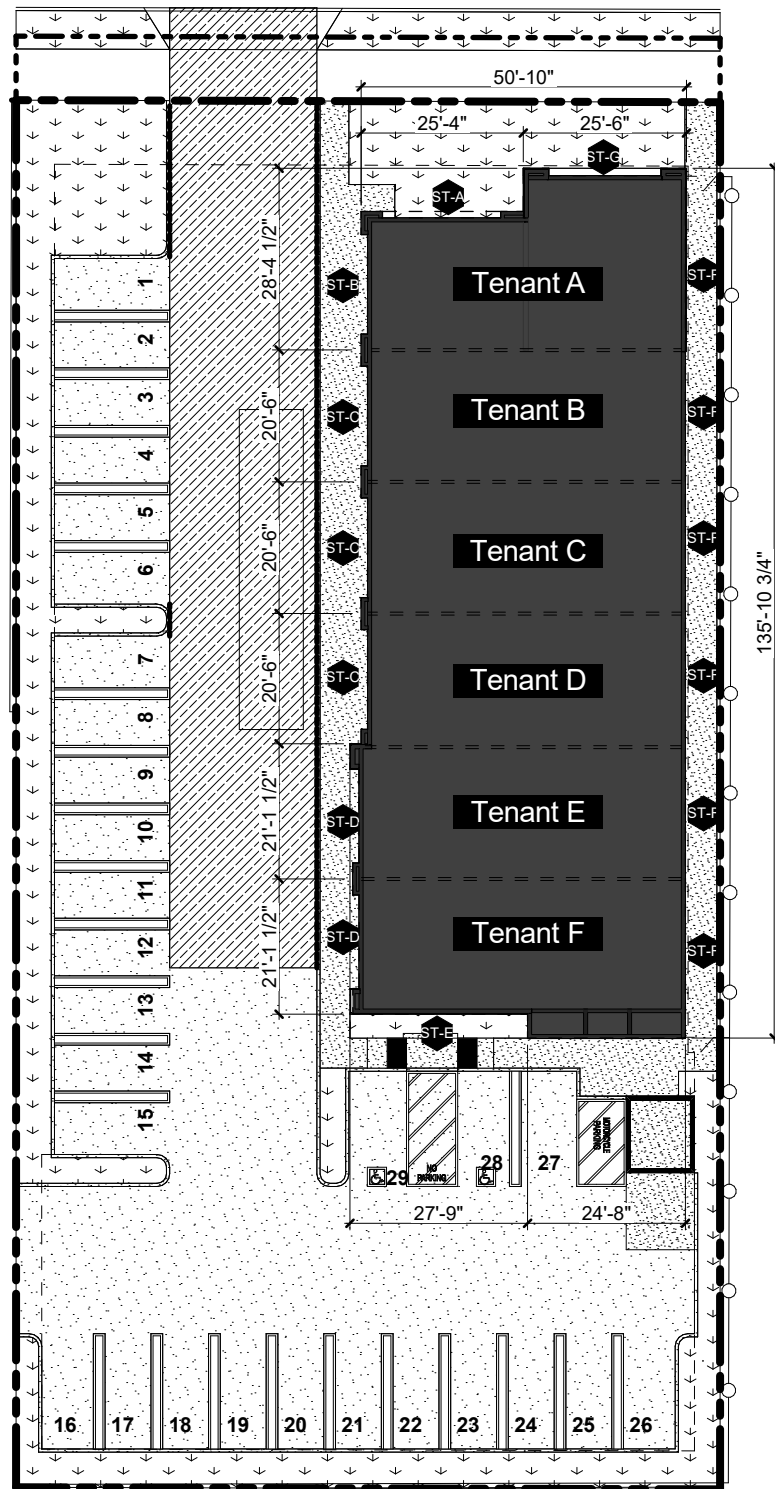 50'-10"
25'-4"
25'-6"
ST-G
ST-A
28'-4 1/2"
ST-B
Tenant A
ST-F
1
2
3
20'-6"
ST-C
Tenant B
ST-F
4
5
20'-6"
ST-C
Tenant C
ST-F
6
135'-10 3/4"
7
20'-6"
ST-C
Tenant D
ST-F
8
9
21'-1 1/2"
ST-D
Tenant E
ST-F
10
11
12
21'-1 1/2"
ST-D
Tenant F
ST-F
13
14
ST-E
15
29
NO
PARKING
28
27
MOTORCYCLE
PARKING
27'-9"
24'-8"
16
17
18
19
20
21
22
23
24
25
26